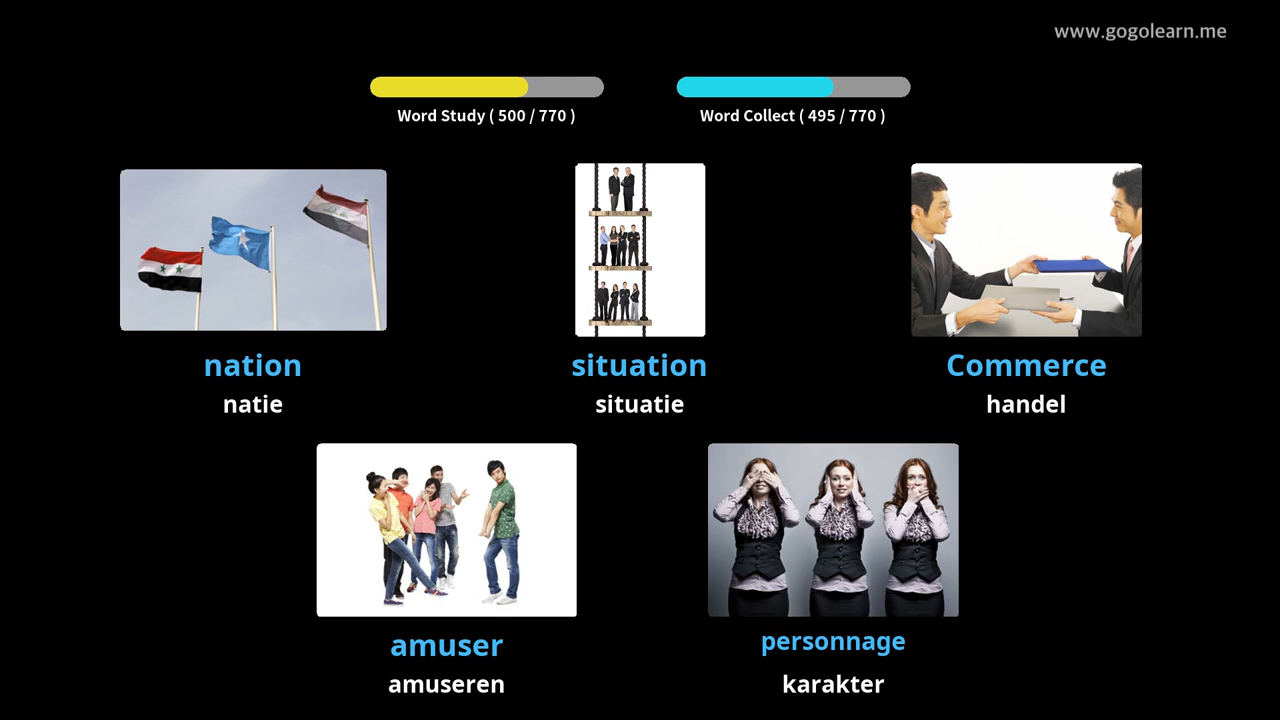 www.gogolearn.me
Word Study ( 500 / 770 )
Word Collect ( 495 / 770 )
nation
natie
situation
situatie
Commerce
handel
amuser
amuseren
personnage
karakter